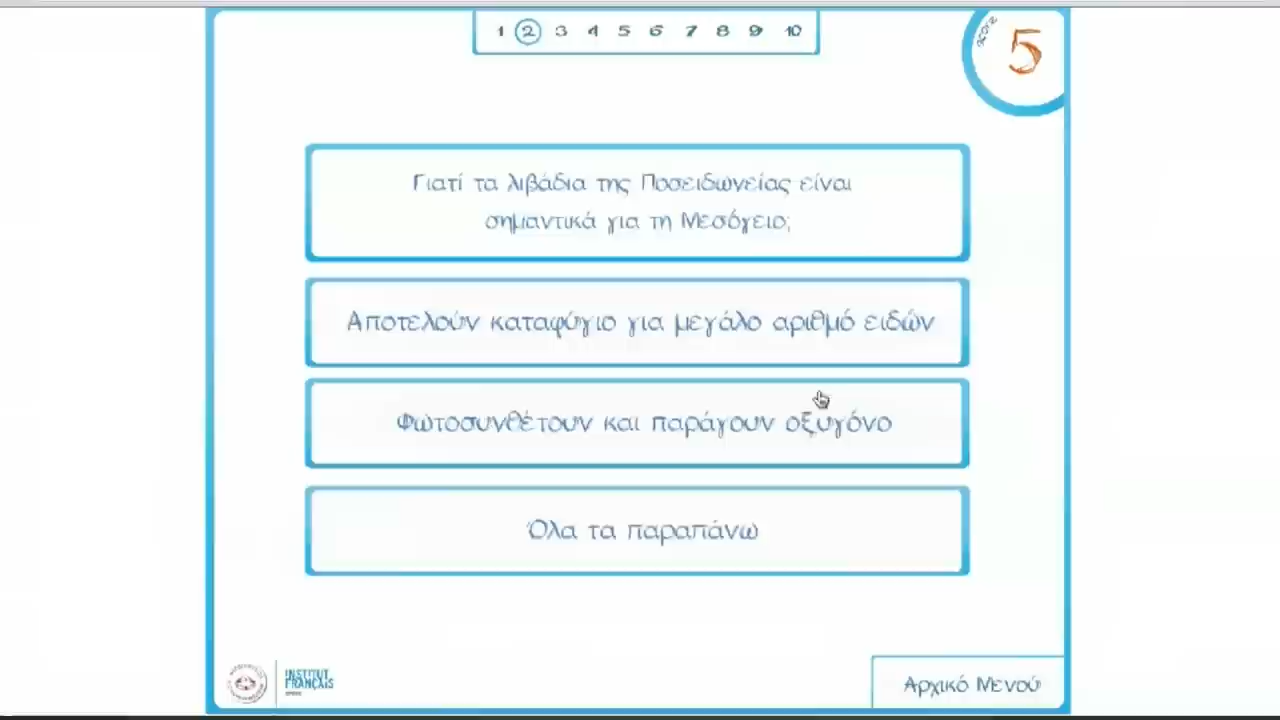 1 2 3 4 5 6 7 8 9 10
5
Γιατί τα λιβάδια της Ποσειδωνείας είναι
σημαντικά για τη Μεσόγειο;
Αποτελούν καταφύγιο για μεγάλο αριθμό ειδών
Φωτοσυνθέτουν και παράγουν οξυγόνο
Όλα τα παραπάνω
INSTITUT
FRANÇAIS
Αρχικό Μενού